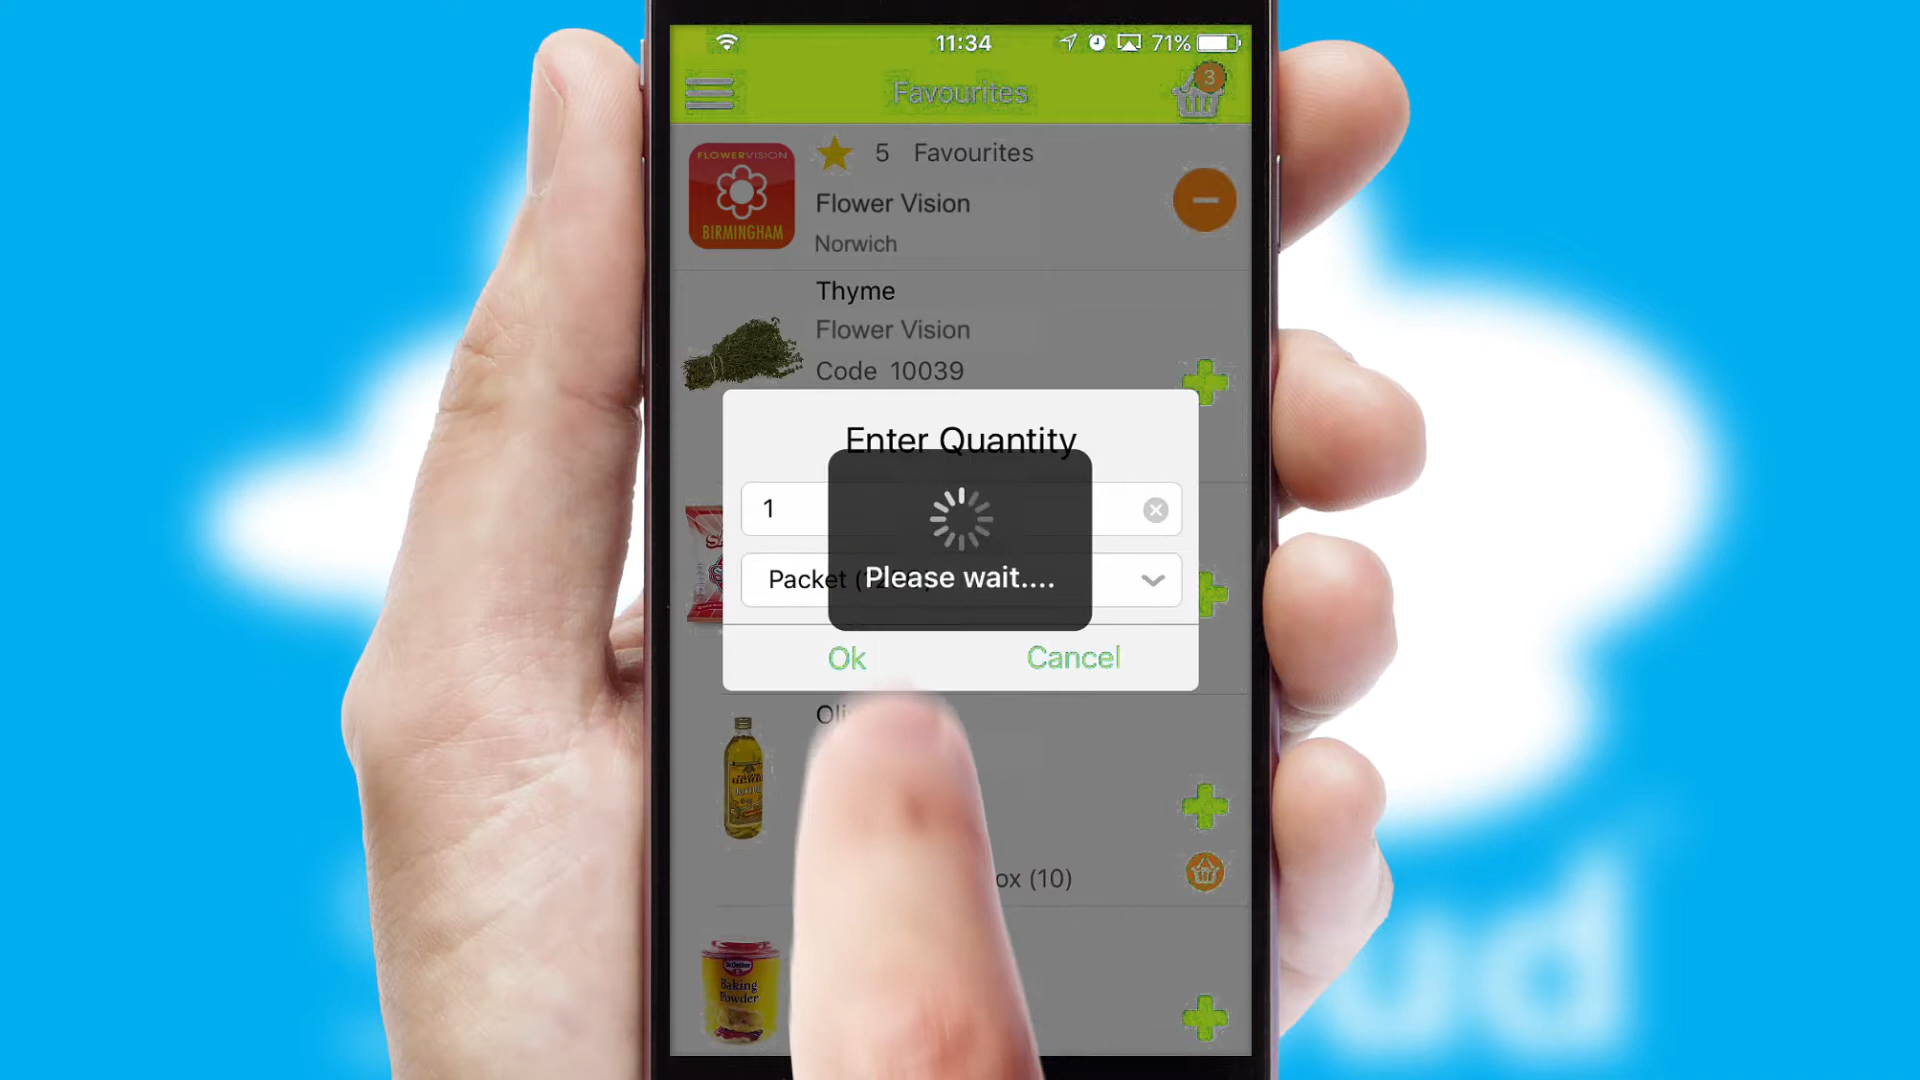 11:34
71%
Favourites
3
FLOWERVISION
BIRMINGHAM
5 Favourites
Flower Vision
Norwich
Thyme
Flower Vision
Code 10039
Enter Quantity
1
Packet
Please wait....
Ok
Cancel
ox (10)
Baking
Powder
ud